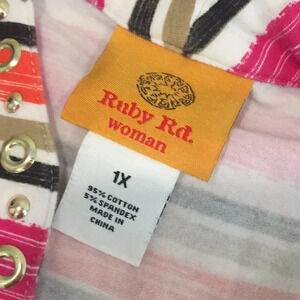 Ruby Rd.
woman
1X
95% COTTON
5% SPANDEX
MADE IN
CHINA